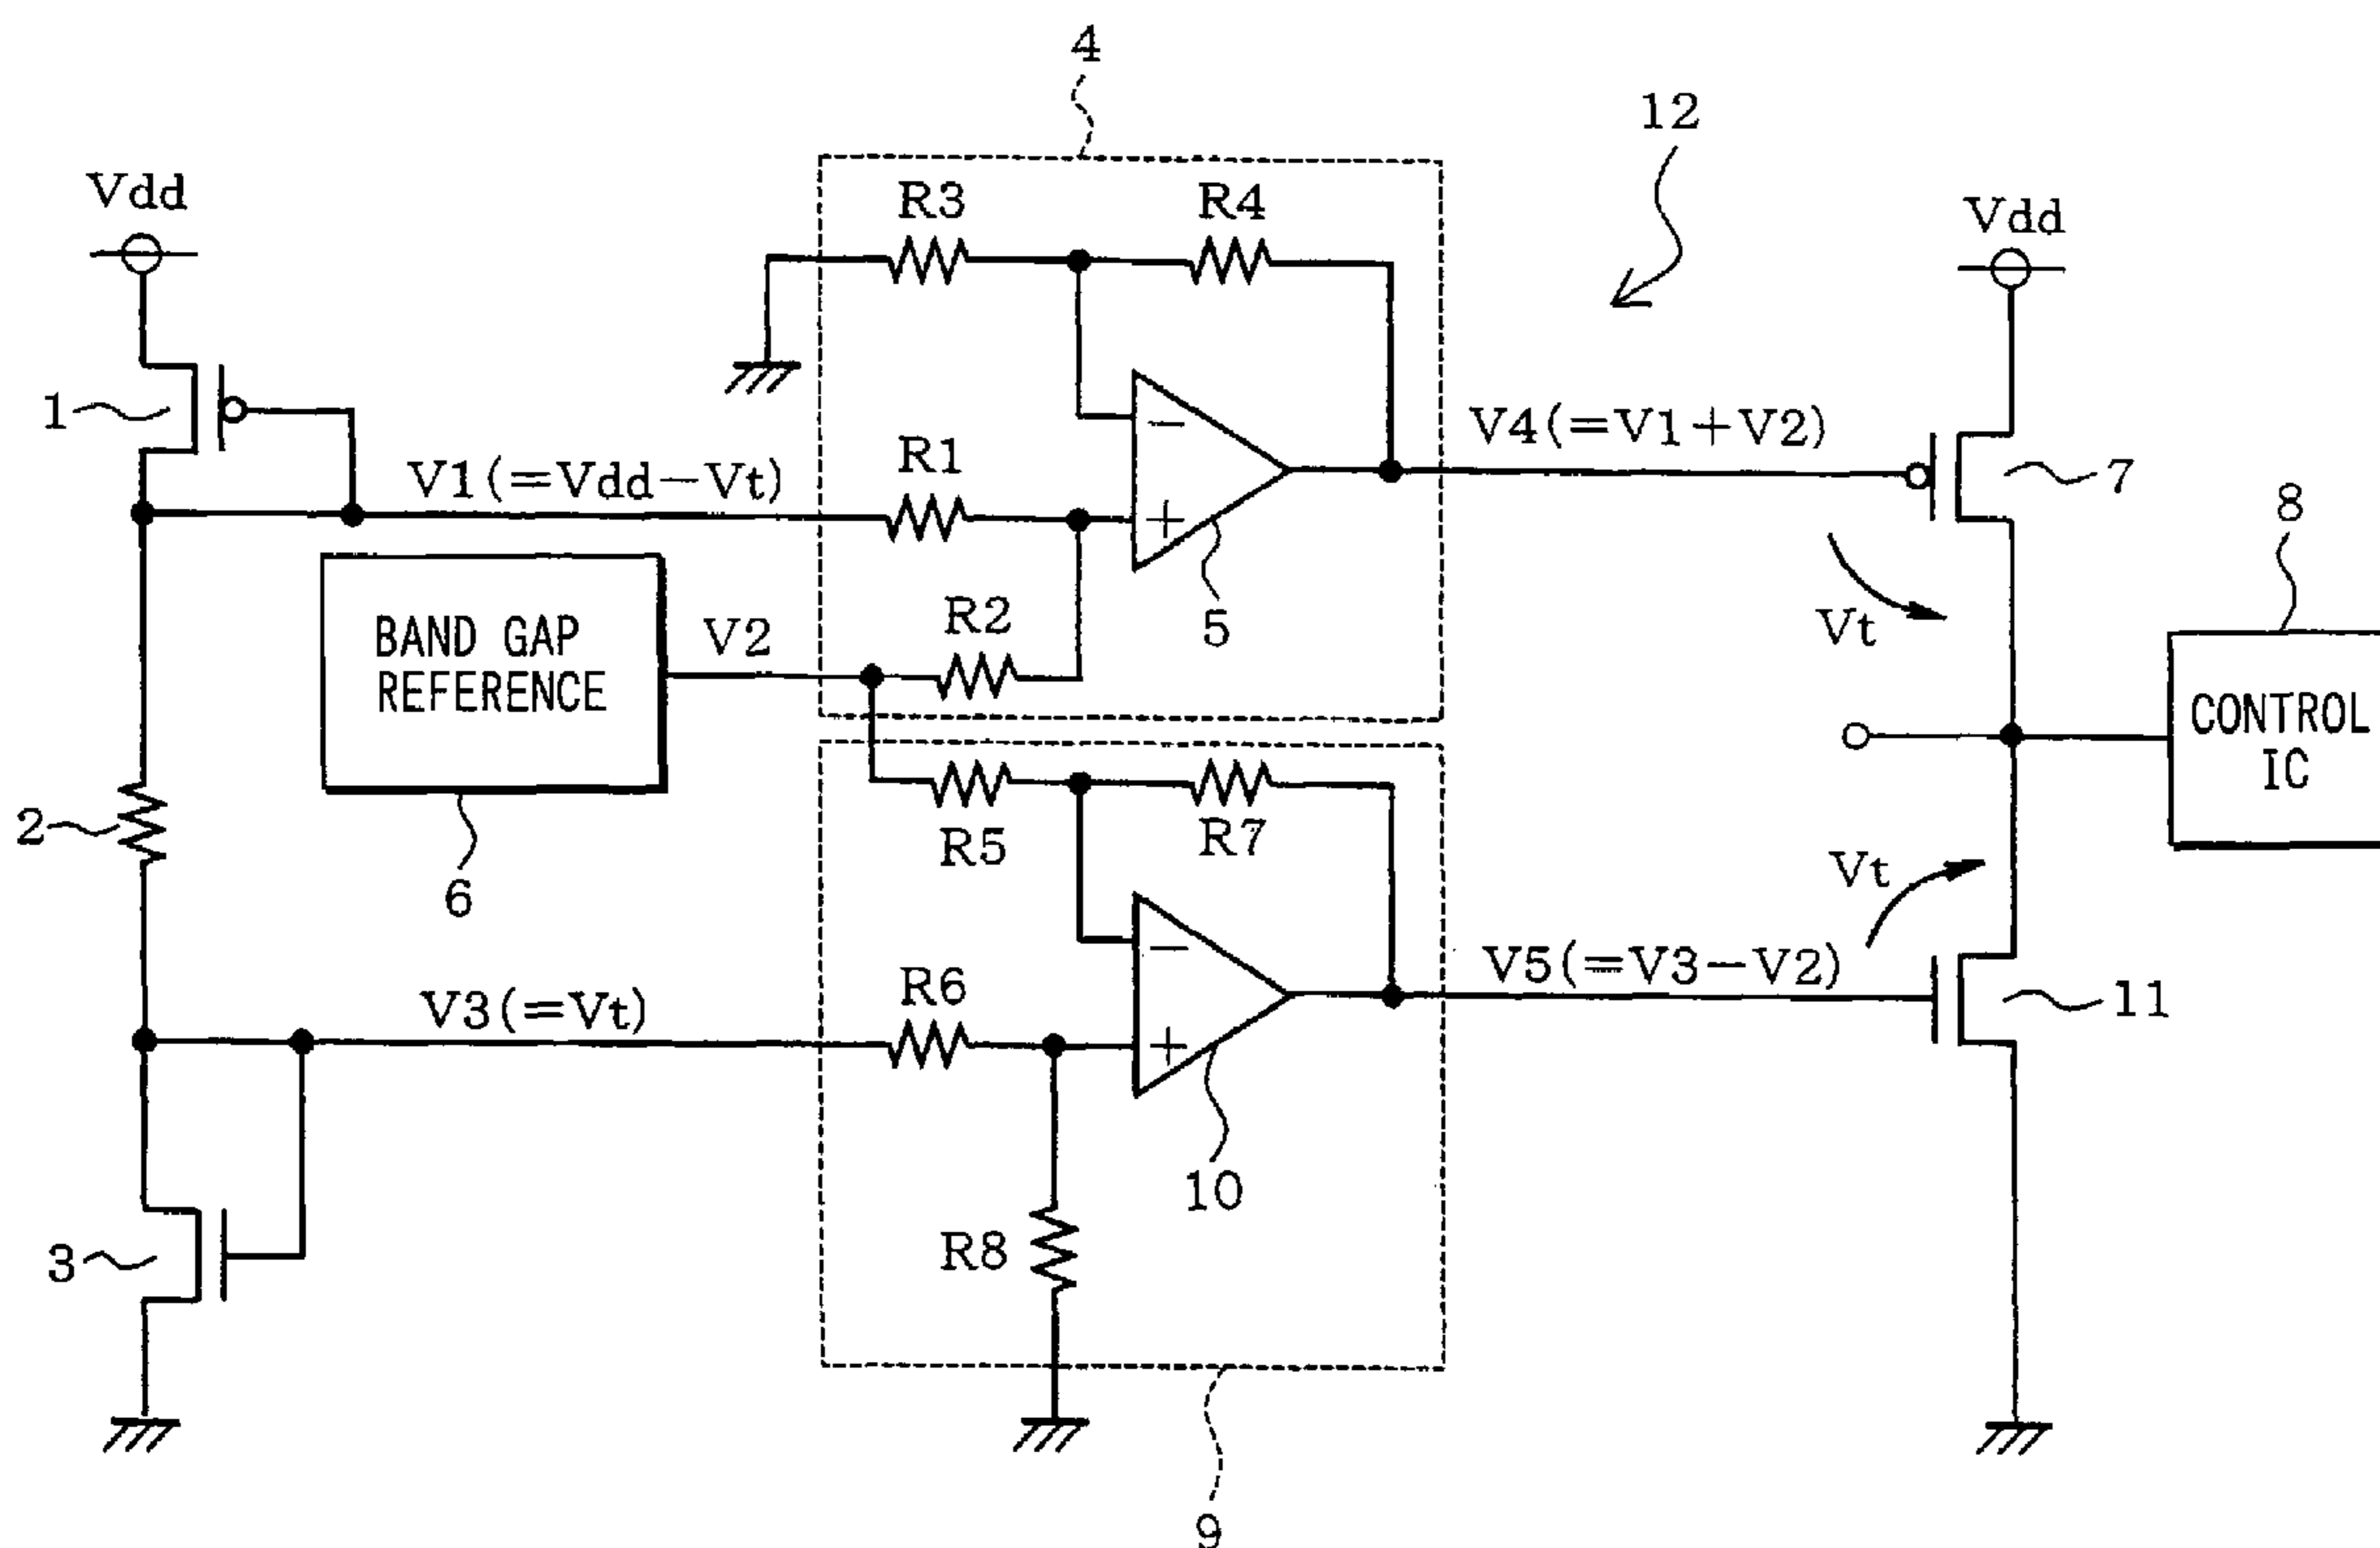 4
12
Vdd
R3
R4
Vdd
1
V1(=Vdd−Vt)
R1
V4(=V1+V2)
7
−
+
5
8
BAND GAP
REFERENCE
V2
R2
Vt
CONTROL
IC
2
6
R5
R7
Vt
V3(=Vt)
R6
−
+
V5(=V3−V2)
11
10
3
R8
9